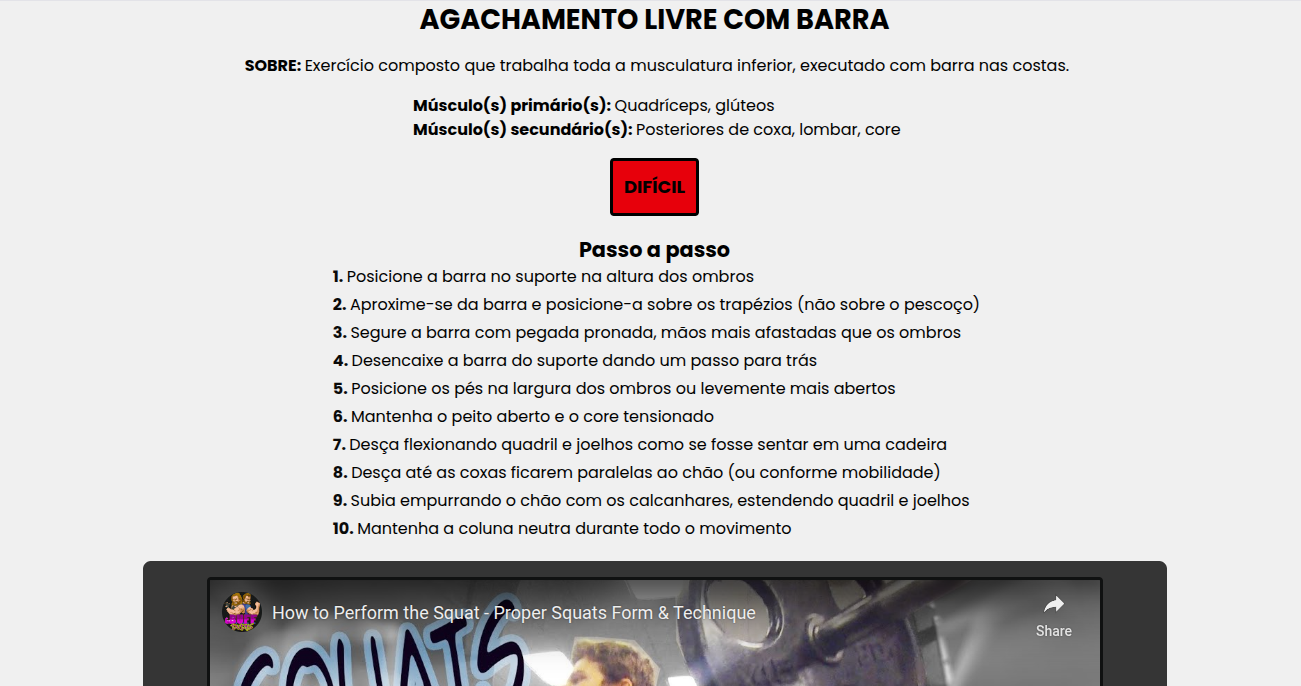 AGACHAMENTO LIVRE COM BARRA
SOBRE: Exercício composto que trabalha toda a musculatura inferior, executado com barra nas costas.
Músculo(s) primário(s): Quadríceps, glúteos
Músculo(s) secundário(s): Posteriores de coxa, lombar, core
DIFÍCIL
Passo a passo
1. Posicione a barra no suporte na altura dos ombros
2. Aproxime-se da barra e posicione-a sobre os trapézios (não sobre o pescoço)
3. Segure a barra com pegada pronada, mãos mais afastadas que os ombros
4. Desencaixe a barra do suporte dando um passo para trás
5. Posicione os pés na largura dos ombros ou levemente mais abertos
6. Mantenha o peito aberto e o core tensionado
7. Desça flexionando quadril e joelhos como se fosse sentar em uma cadeira
8. Desça até as coxas ficarem paralelas ao chão (ou conforme mobilidade)
9. Subia empurrando o chão com os calcanhares, estendendo quadril e joelhos
10. Mantenha a coluna neutra durante todo o movimento
How to Perform the Squat - Proper Squats Form & Technique
Share
SQUATS